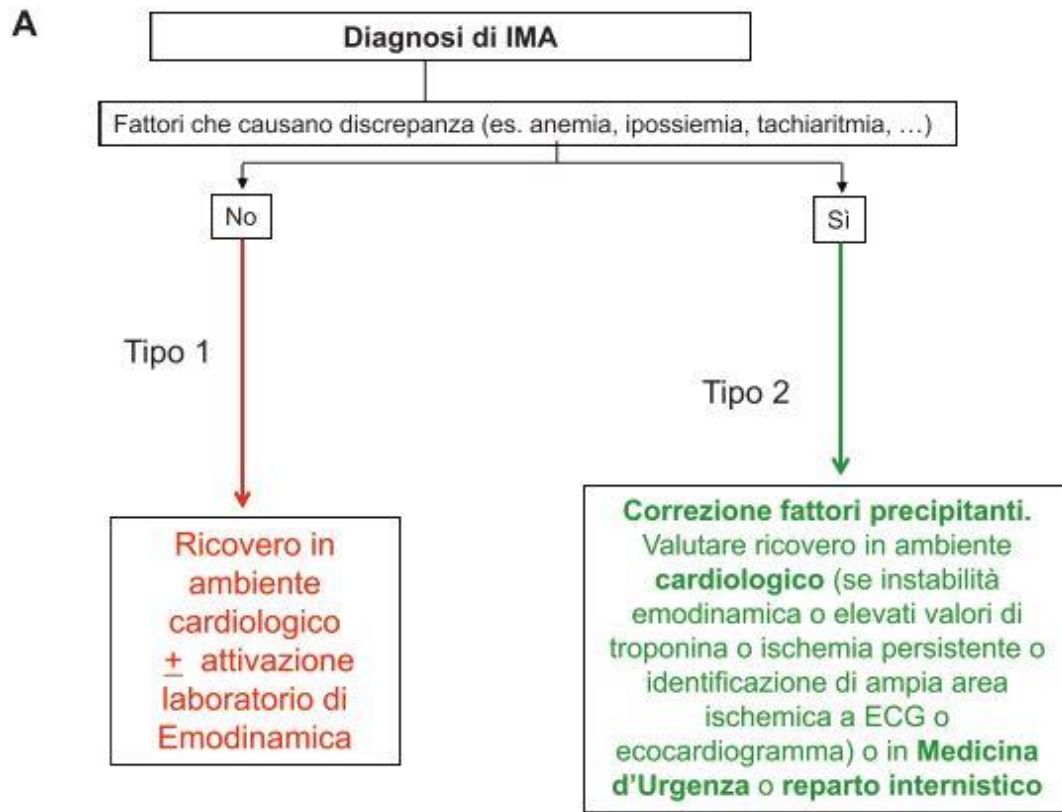 A
Diagnosi di IMA
Fattori che causano discrepanza (es. anemia, ipossiemia, tachiaritmia, …)
No
Sì
Tipo 1
Tipo 2
Ricovero in
ambiente
cardiologico
+ attivazione
laboratorio di
Emodinamica
Correzione fattori precipitanti.
Valutare ricovero in ambiente
cardiologico (se instabilità
emodinamica o elevati valori di
troponina o ischemia persistente o
identificazione di ampia area
ischemica a ECG o
ecocardiogramma) o in Medicina
d'Urgenza o reparto internistico